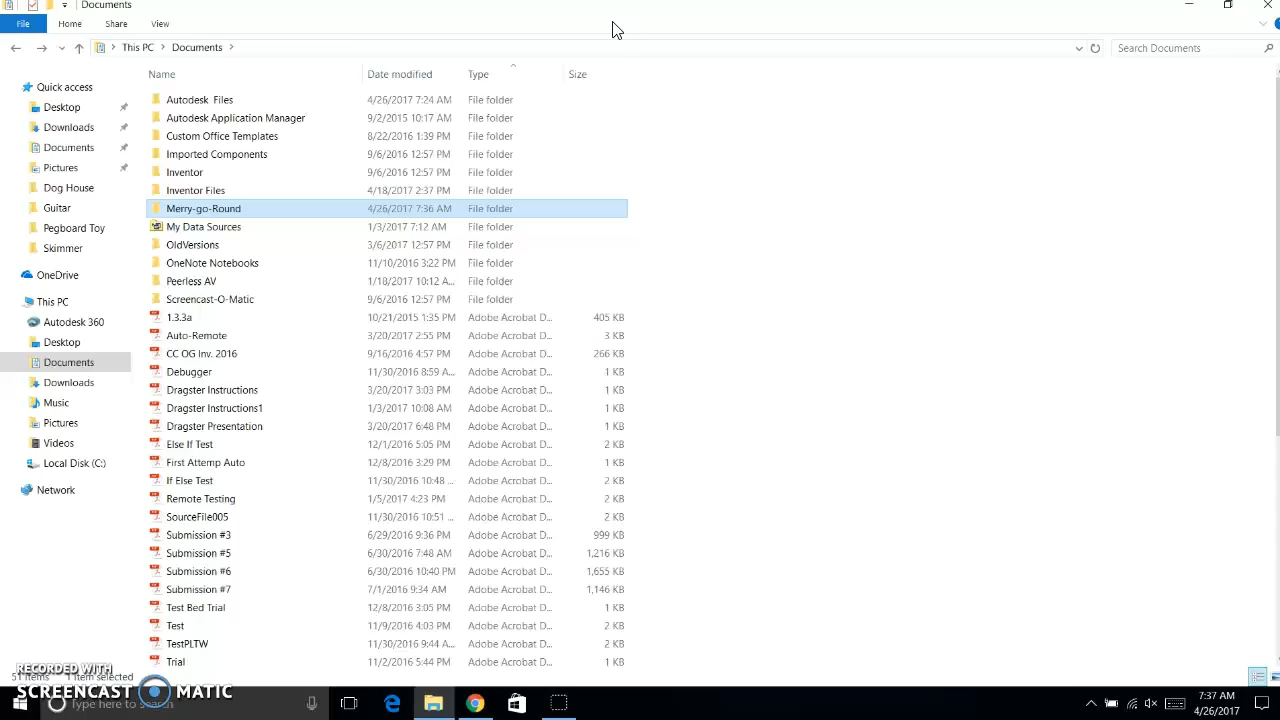 Documents
File Home Share View
This PC Documents Search Documents
Name Date modified Type Size
Quick access
Desktop
Downloads
Documents
Pictures
Dog House
Guitar
Pegboard Toy
Skimmer
OneDrive
This PC
Autodesk 360
Desktop
Documents
Downloads
Music
Pictures
Videos
Local Disk (C:)
Network
Autodesk Files 4/26/2017 7:24 AM File folder
Autodesk Application Manager 9/2/2015 10:17 AM File folder
Custom Office Templates 8/22/2016 1:39 PM File folder
Imported Components 9/6/2016 12:57 PM File folder
Inventor 9/6/2016 12:57 PM File folder
Inventor Files 4/18/2017 2:37 PM File folder
Merry-go-Round 4/26/2017 7:36 AM File folder
My Data Sources 1/3/2017 7:12 AM File folder
OldVersions 3/6/2017 12:57 PM File folder
OneNote Notebooks 11/10/2016 3:22 PM File folder
Peerless AV 1/18/2017 10:12 A... File folder
Screencast-O-Matic 9/6/2016 12:57 PM File folder
1.3.3a 10/21/2015 1:35 PM Adobe Acrobat D... 405 KB
Auto-Remote 3/20/2017 2:55 PM Adobe Acrobat D... 3 KB
CC OG Inv. 2016 9/16/2016 4:57 PM Adobe Acrobat D... 266 KB
Debugger 11/30/2016 8:59 A... Adobe Acrobat D... 1 KB
Dragster Instructions 3/20/2017 3:03 PM Adobe Acrobat D... 1 KB
Dragster Instructions1 1/3/2017 10:08 AM Adobe Acrobat D... 1 KB
Dragster Presentation 3/20/2017 6:48 PM Adobe Acrobat D... 1 KB
Else If Test 12/1/2016 5:05 PM Adobe Acrobat D... 2 KB
First Attemp Auto 12/8/2016 3:29 PM Adobe Acrobat D... 1 KB
If Else Test 11/30/2016 10:48 ... Adobe Acrobat D... 2 KB
Remote Testing 1/5/2017 4:23 PM Adobe Acrobat D... 2 KB
SourceFile005 11/30/2016 10:51 ... Adobe Acrobat D... 2 KB
Submission #3 6/29/2016 9:36 PM Adobe Acrobat D... 999 KB
Submission #5 6/30/2016 7:48 AM Adobe Acrobat D... 1,216 KB
Submission #6 6/30/2016 10:40 PM Adobe Acrobat D... 1,655 KB
Submission #7 7/1/2016 9:34 AM Adobe Acrobat D... 1,146 KB
Test Bed Trial 12/8/2016 3:05 PM Adobe Acrobat D... 1 KB
Test 11/9/2016 4:03 PM Adobe Acrobat D... 2 KB
TestPLTW 11/30/2016 9:44 A... Adobe Acrobat D... 2 KB
Trial 11/2/2016 5:44 PM Adobe Acrobat D... 1 KB
RECORDED WITH
51 items 1 item selected
SCREENCAST MATIC
Type here to search
7:37 AM
4/26/2017